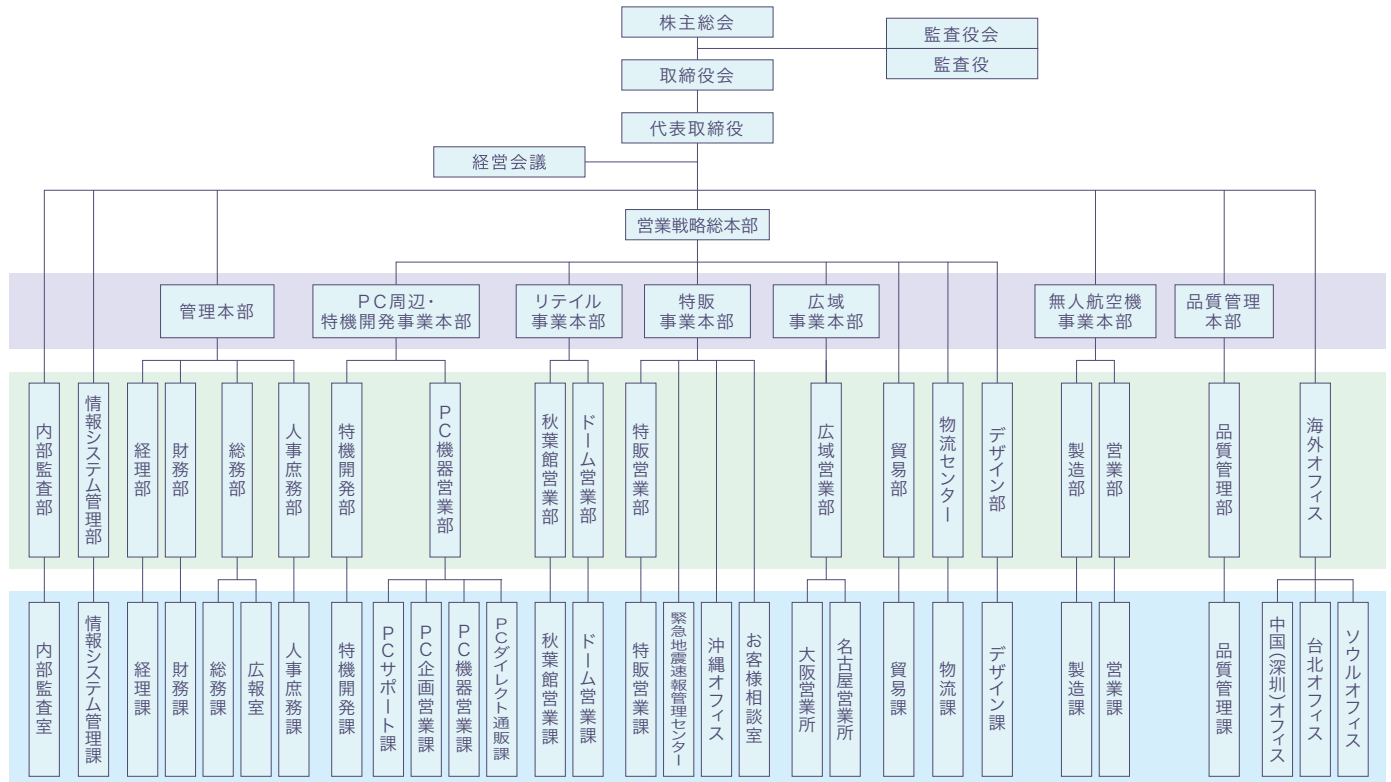 株主総会
監査役会
監査役
取締役会
代表取締役
経営会議
営業戦略総本部
管理本部
PC周辺・
特機開発事業本部
リテイル
事業本部
特販
事業本部
広域
事業本部
無人航空機
事業本部
品質管理
本部
内部監査部
情報システム管理部
経理部
財務部
総務部
人事庶務部
特機開発部
PC機器営業部
秋葉館営業部
ドーム営業部
特販営業部
広域営業部
貿易部
物流センター
デザイン部
製造部
営業部
品質管理部
海外オフィス
内部監査室
情報システム管理課
経理課
財務課
総務課
広報室
人事庶務課
特機開発課
PCサポート課
PC企画営業課
PC機器営業課
PCダイレクト通販課
秋葉館営業課
ドーム営業課
特販営業課
緊急地震速報管理センター
沖縄オフィス
お客様相談室
大阪営業所
名古屋営業所
貿易課
物流課
デザイン課
製造課
営業課
品質管理課
中国(深圳)オフィス
台北オフィス
ソウルオフィス